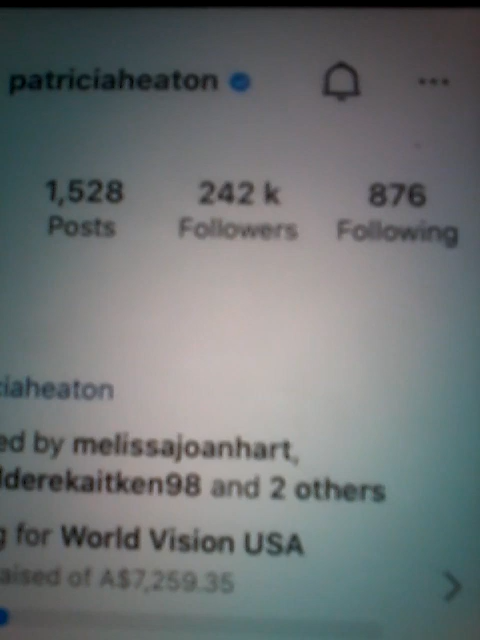 patriciaheaton
1,528 242 k 876
Posts Followers Following
ciaheaton
ed by melissajoanhart,
lderekaitken98 and 2 others
g for World Vision USA
aised of A$7,259.35